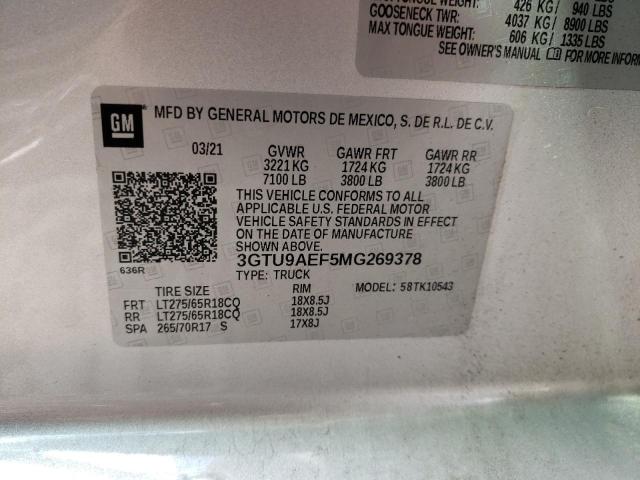 TONGUE WEIGHT: 426 KG/ 940 LBS
GOOSENECK TWR: 4037 KG/ 8900 LBS
MAX TONGUE WEIGHT: 606 KG/ 1335 LBS
SEE OWNER'S MANUAL FOR MORE INFORM
GM
MFD BY GENERAL MOTORS DE MEXICO, S. DE R.L. DE C.V.
03/21 GVWR GAWR FRT GAWR RR
3221 KG 1724 KG 1724 KG
7100 LB 3800 LB 3800 LB
THIS VEHICLE CONFORMS TO ALL
APPLICABLE U.S. FEDERAL MOTOR
VEHICLE SAFETY STANDARDS IN EFFECT
ON THE DATE OF MANUFACTURE
SHOWN ABOVE.
3GTU9AEF5MG269378
636R
TYPE: TRUCK
MODEL: 58TK10543
TIRE SIZE RIM
FRT LT275/65R18CQ 18X8.5J
RR LT275/65R18CQ 18X8.5J
SPA 265/70R17 S 17X8J